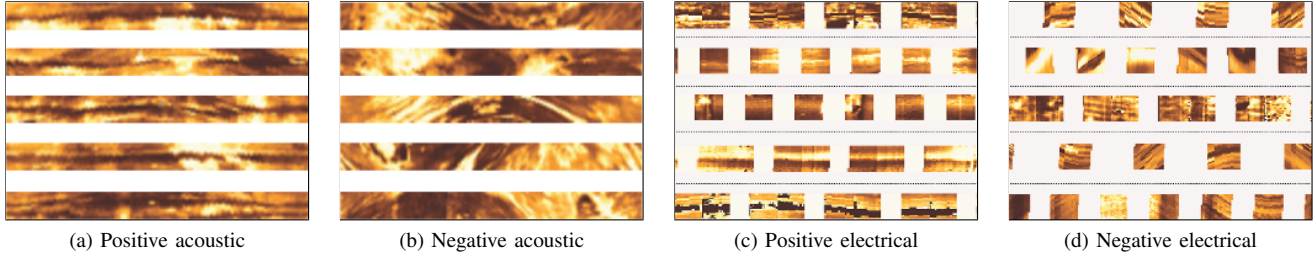 (a) Positive acoustic
(b) Negative acoustic
(c) Positive electrical
(d) Negative electrical